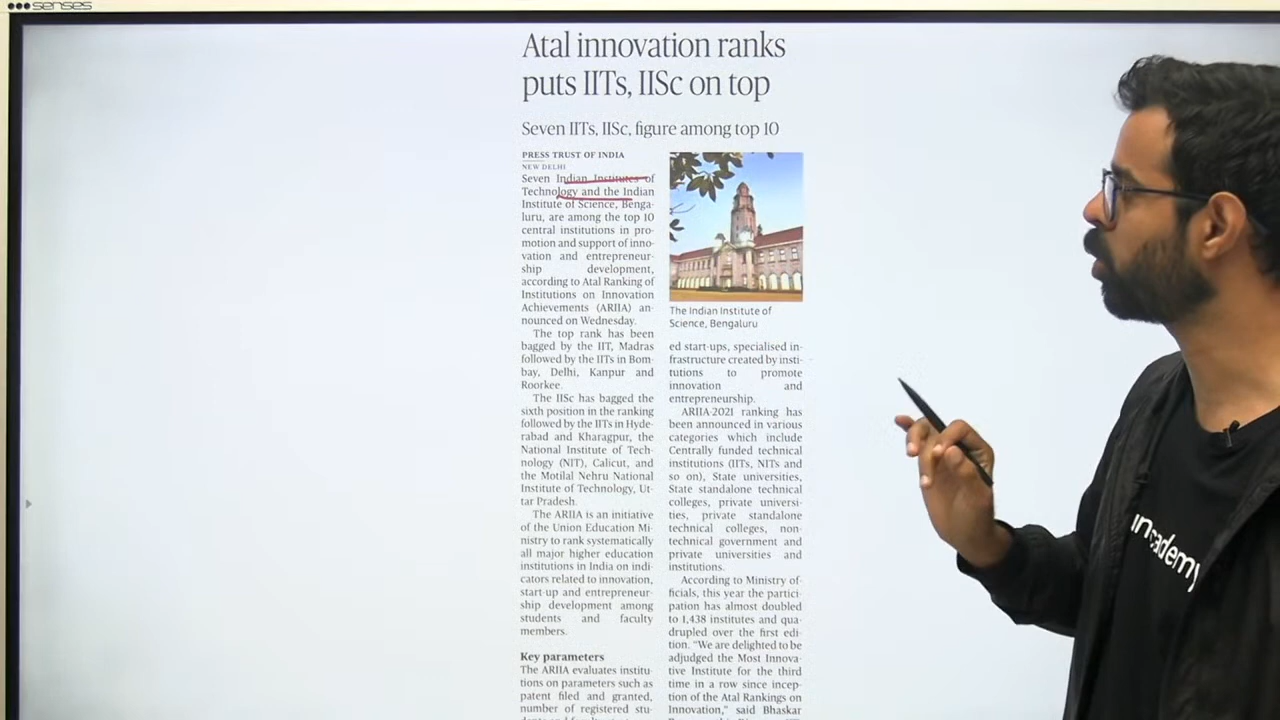 senses
Atal innovation ranks
puts IITs, IISc on top
Seven IITs, IISc, figure among top 10
PRESS TRUST OF INDIA
NEW DELHI
Seven Indian Institutes of
Technology and the Indian
Institute of Science, Benga-
luru, are among the top 10
central institutions in pro-
motion and support of inno-
vation and entrepreneur-
ship development,
according to Atal Ranking of
Institutions on Innovation
Achievements (ARIIA) an-
nounced on Wednesday.
The top rank has been
bagged by the IIT, Madras
followed by the IITs in Bom-
bay, Delhi, Kanpur and
Roorkee.
The IISc has bagged the
sixth position in the ranking
followed by the IITs in Hyde-
rabad and Kharagpur, the
National Institute of Tech-
nology (NIT), Calicut, and
the Motilal Nehru National
Institute of Technology, Ut-
tar Pradesh.
The ARIIA is an initiative
of the Union Education Mi-
nistry to rank systematically
all major higher education
institutions in India on indi-
cators related to innovation,
start-up and entrepreneur-
ship development among
students and faculty
members.
Key parameters
The ARIIA evaluates institu-
tions on parameters such as
patent filed and granted,
number of registered stu-
The Indian Institute of
Science, Bengaluru
ed start-ups, specialised in-
frastructure created by insti-
tutions to promote
innovation and
entrepreneurship.
ARIIA 2021 ranking has
been announced in various
categories which include
Centrally funded technical
institutions (IITs, NITs and
so on), State universities,
State standalone technical
colleges, private universi-
ties, private standalone
technical colleges, non-
technical government and
private universities and
institutions.
According to Ministry of-
ficials, this year the partici-
pation has almost doubled
to 1,438 institutes and qua-
drupled over the first edi-
tion. "We are delighted to be
adjudged the Most Innova-
tive Institute for the third
time in a row since incep-
tion of the Atal Rankings on
Innovation," said Bhaskar
un
cademy